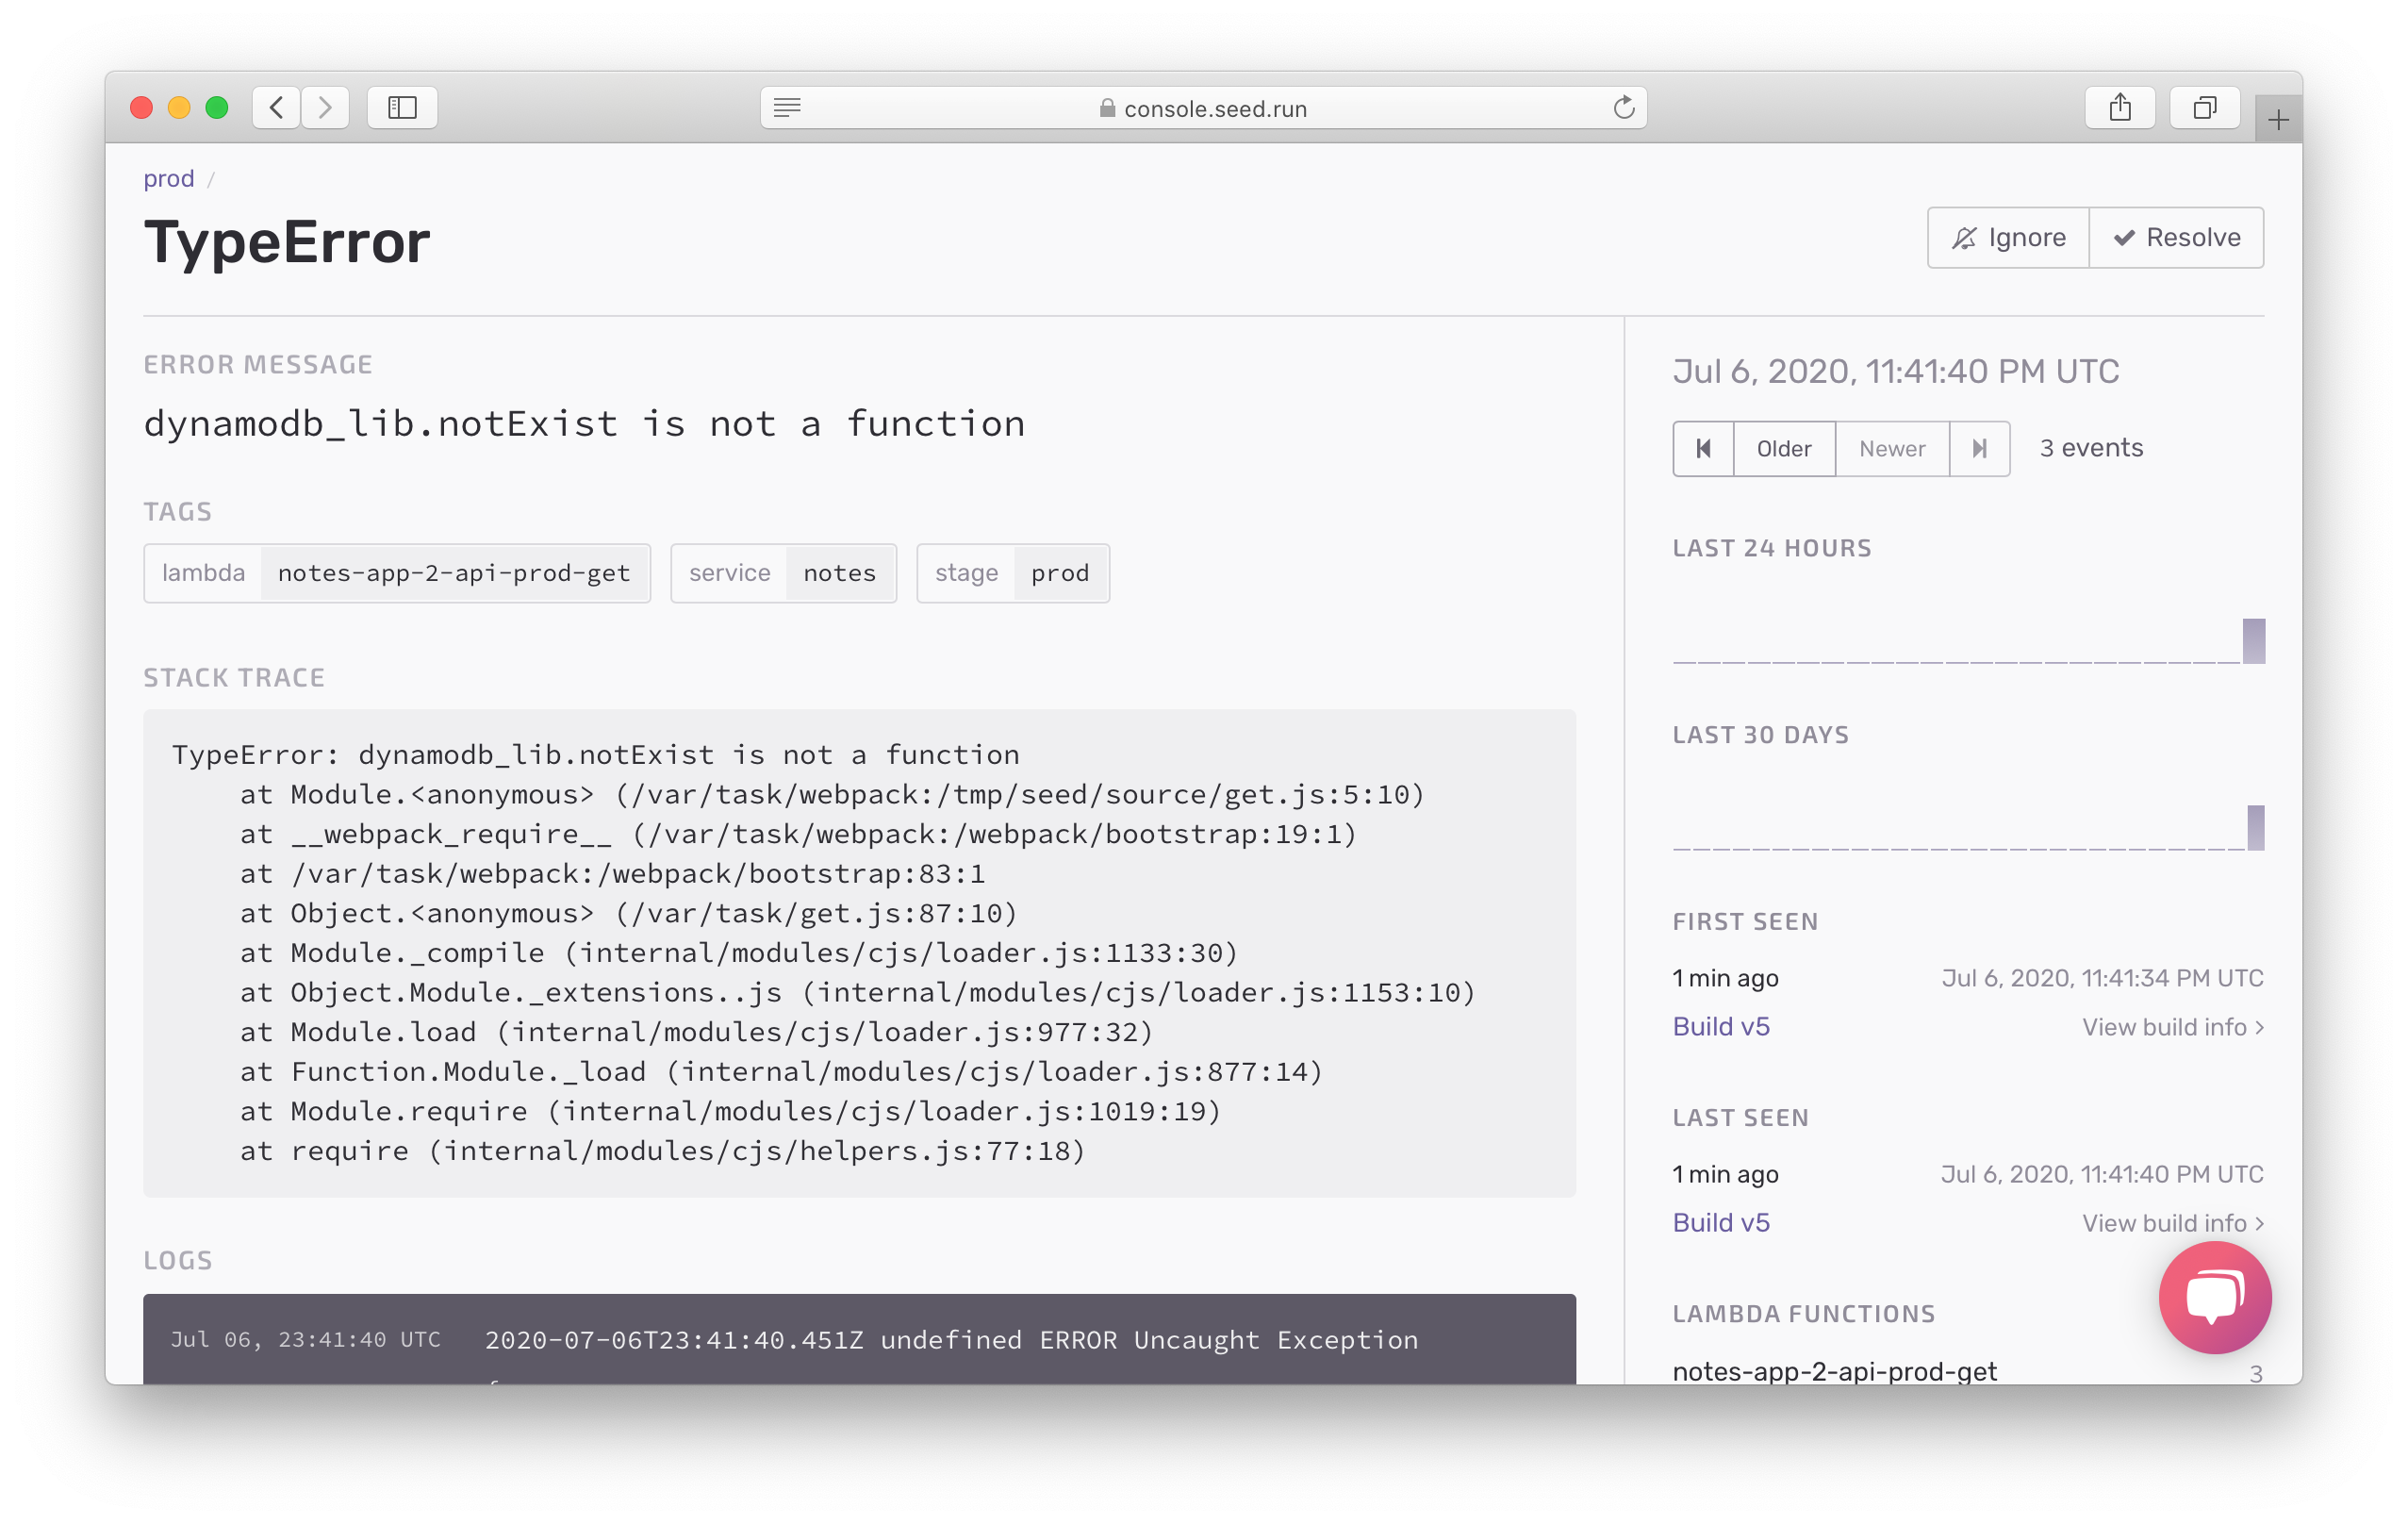 console.seed.run
prod /
TypeError
Ignore
Resolve
ERROR MESSAGE
dynamodb_lib.notExist is not a function
TAGS
lambda notes-app-2-api-prod-get service notes stage prod
STACK TRACE
TypeError: dynamodb_lib.notExist is not a function
at Module.<anonymous> (/var/task/webpack:/tmp/seed/source/get.js:5:10)
at __webpack_require__ (/var/task/webpack:/webpack/bootstrap:19:1)
at /var/task/webpack:/webpack/bootstrap:83:1
at Object.<anonymous> (/var/task/get.js:87:10)
at Module._compile (internal/modules/cjs/loader.js:1133:30)
at Object.Module._extensions..js (internal/modules/cjs/loader.js:1153:10)
at Module.load (internal/modules/cjs/loader.js:977:32)
at Function.Module._load (internal/modules/cjs/loader.js:877:14)
at Module.require (internal/modules/cjs/loader.js:1019:19)
at require (internal/modules/cjs/helpers.js:77:18)
LOGS
Jul 06, 23:41:40 UTC 2020-07-06T23:41:40.451Z undefined ERROR Uncaught Exception
Jul 6, 2020, 11:41:40 PM UTC
Older Newer 3 events
LAST 24 HOURS
LAST 30 DAYS
FIRST SEEN
1 min ago Jul 6, 2020, 11:41:34 PM UTC
Build v5 View build info >
LAST SEEN
1 min ago Jul 6, 2020, 11:41:40 PM UTC
Build v5 View build info >
LAMBDA FUNCTIONS
notes-app-2-api-prod-get 3